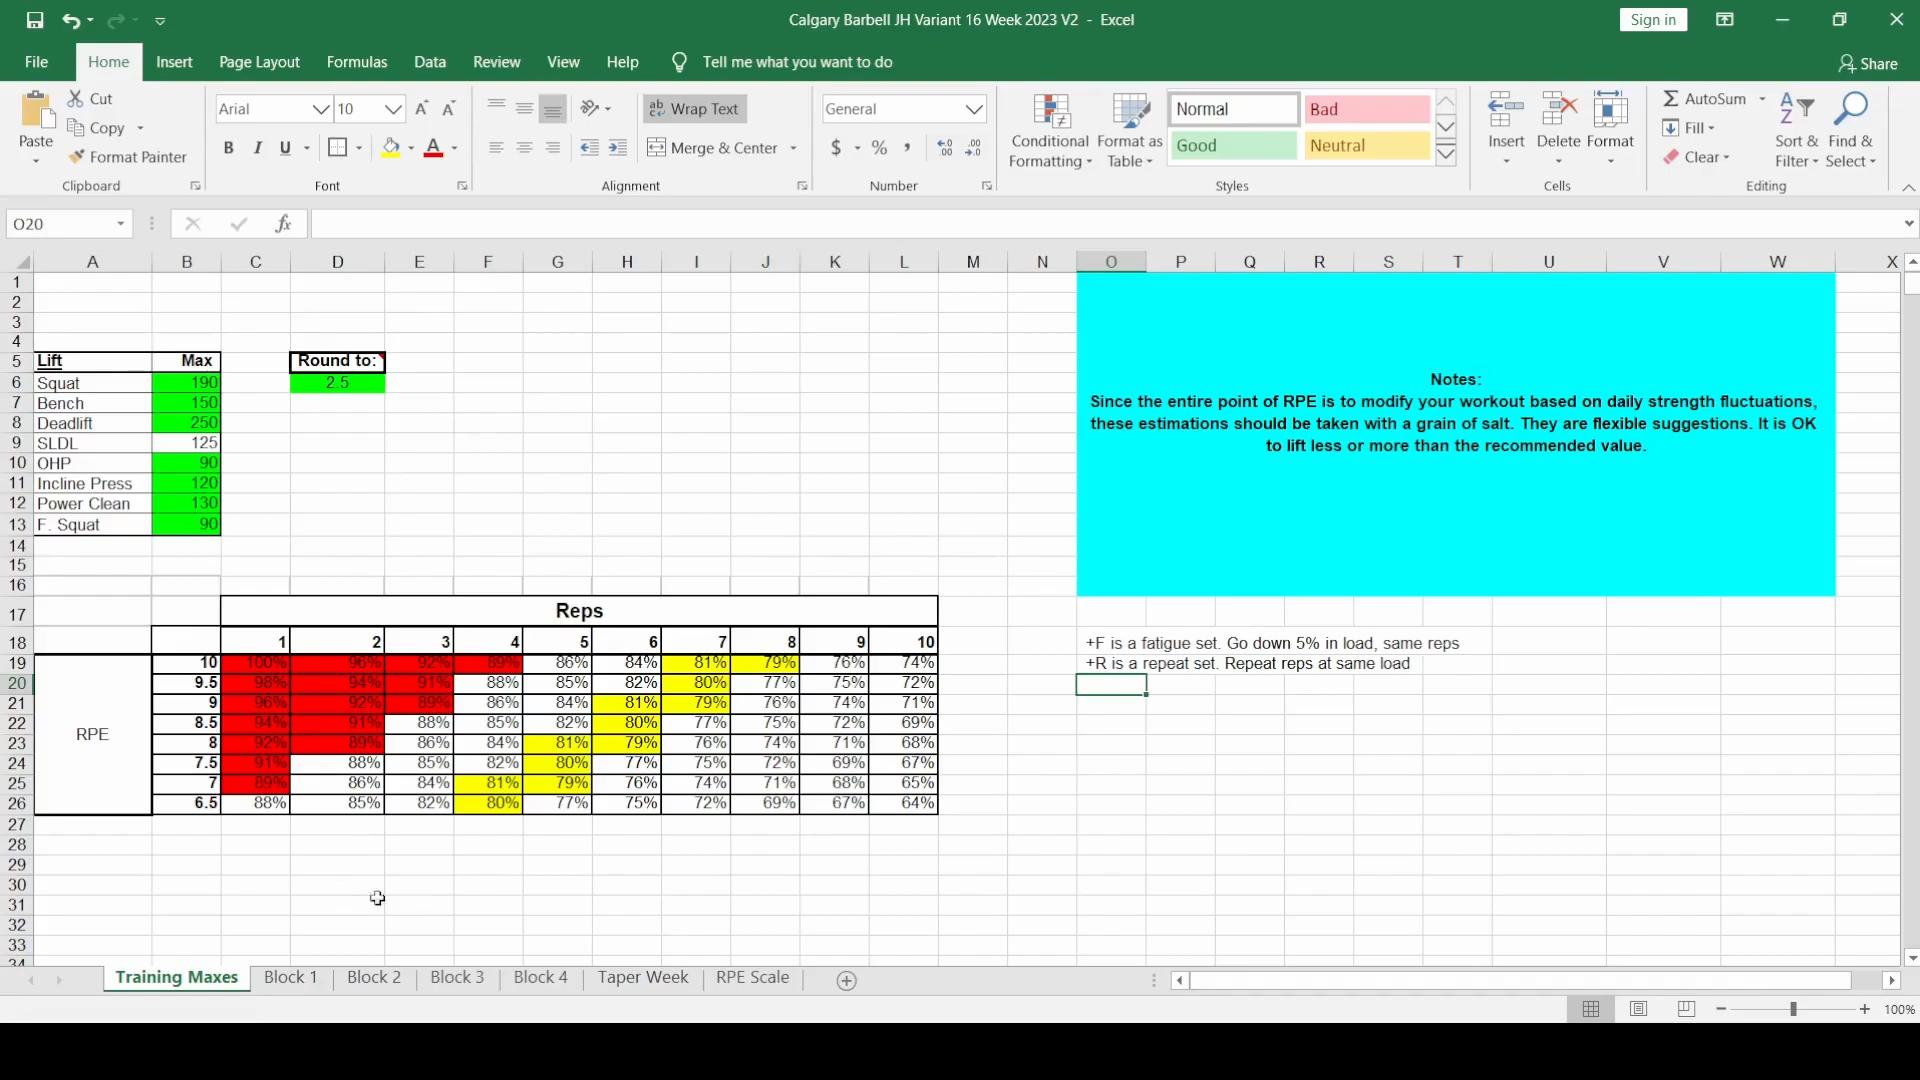 Calgary Barbell JH Variant 16 Week 2023 V2 - Excel
Sign in
File Home Insert Page Layout Formulas Data Review View Help Tell me what you want to do
Share
Paste
Cut
Copy
Format Painter
Clipboard
Arial 10
B I U
Font
Wrap Text
Merge & Center
Alignment
General
$ % ,
Number
Conditional Formatting
Format as Table
Normal Bad
Good Neutral
Styles
Insert Delete Format
Cells
AutoSum
Fill
Clear
Sort & Filter
Find & Select
Editing
O20
fx
A B C D E F G H I J K L M N O P Q R S T U V W X
1
2
3
4
5 Lift Max Round to:
6 Squat 190 2.5
7 Bench 150
8 Deadlift 250
9 SLDL 125
10 OHP 90
11 Incline Press 120
12 Power Clean 130
13 F. Squat 90
14
15
16
Notes:
Since the entire point of RPE is to modify your workout based on daily strength fluctuations,
these estimations should be taken with a grain of salt. They are flexible suggestions. It is OK
to lift less or more than the recommended value.
17 Reps
18 1 2 3 4 5 6 7 8 9 10 +F is a fatigue set. Go down 5% in load, same reps
19 10 100% 96% 92% 89% 86% 84% 81% 79% 76% 74% +R is a repeat set. Repeat reps at same load
20 9.5 98% 94% 91% 88% 85% 82% 80% 77% 75% 72%
21 9 96% 92% 89% 86% 84% 81% 79% 76% 74% 71%
22 8.5 94% 91% 88% 85% 82% 80% 77% 75% 72% 69%
RPE
23 8 92% 89% 86% 84% 81% 79% 76% 74% 71% 68%
24 7.5 91% 88% 85% 82% 80% 77% 75% 72% 69% 67%
25 7 89% 86% 84% 81% 79% 76% 74% 71% 68% 65%
26 6.5 88% 85% 82% 80% 77% 75% 72% 69% 67% 64%
27
28
29
30
31
32
33
34
Training Maxes Block 1 Block 2 Block 3 Block 4 Taper Week RPE Scale
100%